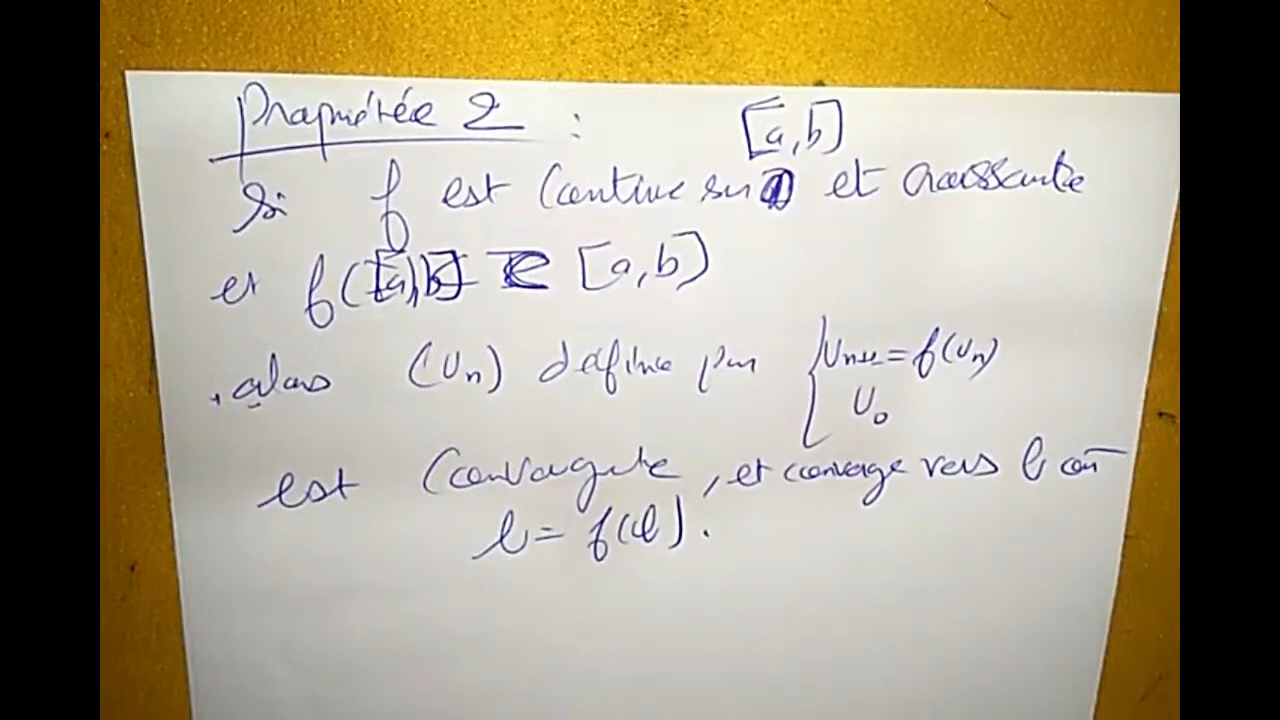 Propriétée 2 :
[a,b]
Si f est Continue sur et croissante
et f([a,b]) ⊂ [a,b]
alors (Un) définie par { Un+1 = f(Un)
U0
est Convergente, et converge vers l où
l = f(l).